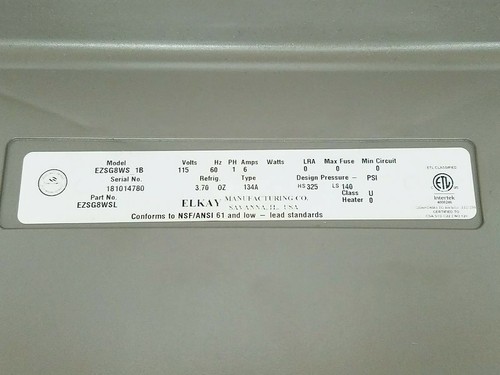 Model Volts Hz PH Amps Watts LRA Max Fuse Min Circuit
EZSG8WS 1B 115 60 1 6 0 0 0
Serial No. Refrig. Type Design Pressure - PSI
181014780 3.70 OZ 134A HS 325 LS 140
Part No. Class U
EZSG8WSL Heater 0
ELKAY MANUFACTURING CO.
SAVANNA, IL. USA
Conforms to NSF/ANSI 61 and low - lead standards
ETL CLASSIFIED
ETL
Intertek